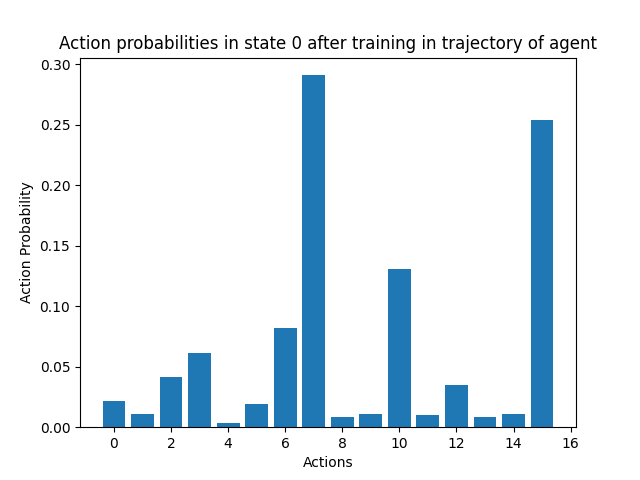 Action probabilities in state 0 after training in trajectory of agent
0.30
0.25
0.20
0.15
0.10
0.05
0.00
Action Probability
0 2 4 6 8 10 12 14 16
Actions